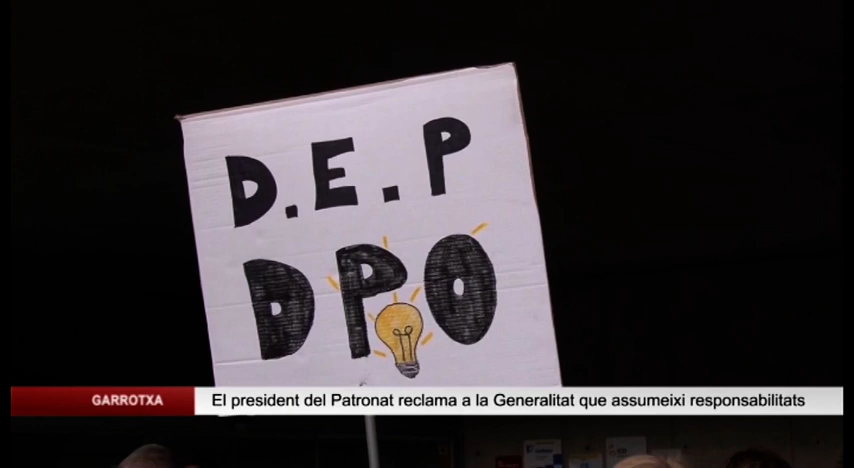 D.E.P
DPO
GARROTXA
El president del Patronat reclama a la Generalitat que assumeixi responsabilitats